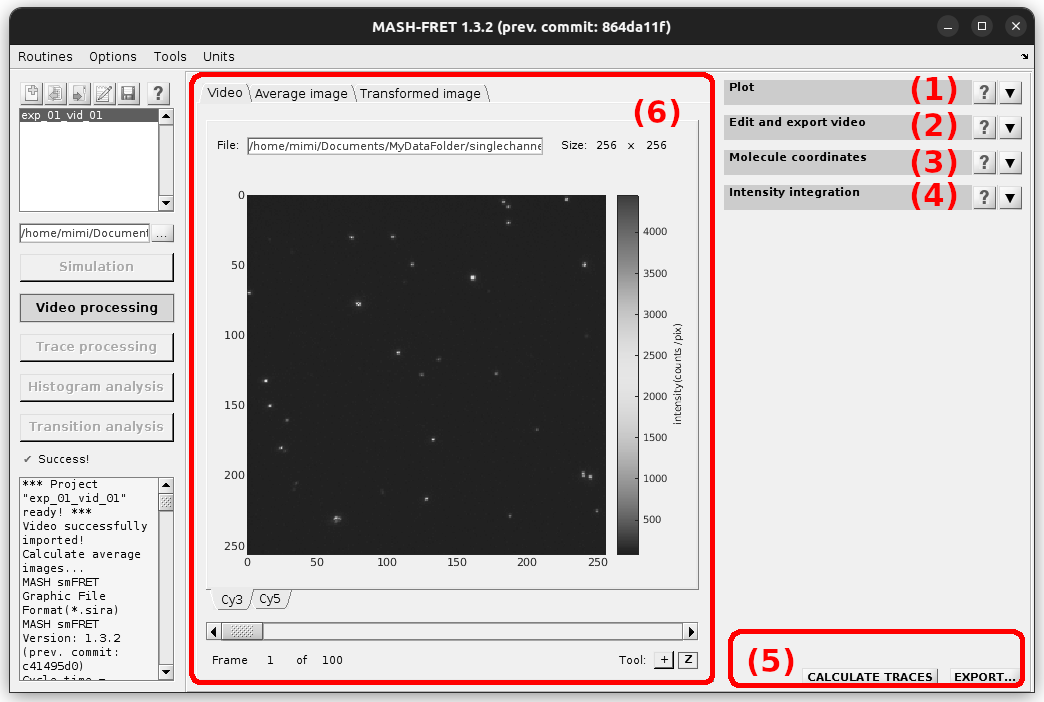 MASH-FRET 1.3.2 (prev. commit: 864da11f)
Routines Options Tools Units
?
exp_01_vid_01
/home/mimi/Document ...
Simulation
Video processing
Trace processing
Histogram analysis
Transition analysis
✓ Success!
*** Project
"exp_01_vid_01"
ready! ***
Video successfully
imported!
Calculate average
images...
MASH smFRET
Graphic File
Format(*.sira)
MASH smFRET
Version: 1.3.2
(prev. commit:
c41495d0)
Cycle time =
Video Average image Transformed image
(6)
File: /home/mimi/Documents/MyDataFolder/singlechanne Size: 256 x 256
0
50
100
150
200
250
0 50 100 150 200 250
4000
3500
3000
2500
2000
1500
1000
500
intensity(counts /pix)
Cy3 Cy5
Frame 1 of 100 Tool: + Z
Plot (1) ? ▼
Edit and export video (2) ? ▼
Molecule coordinates (3) ? ▼
Intensity integration (4) ? ▼
(5)
CALCULATE TRACES EXPORT...